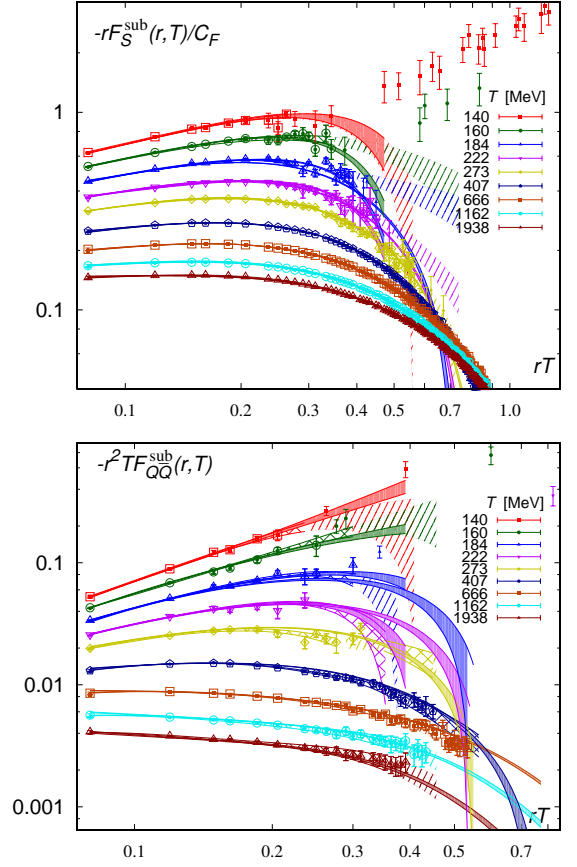 -rF_S^sub(r,T)/C_F
T [MeV]
140
160
184
222
273
407
666
1162
1938
1
0.1
rT
0.1 0.2 0.3 0.4 0.5 0.7 1.0
-r²TF_QQ̄^sub(r,T)
T [MeV]
140
160
184
222
273
407
666
1162
1938
0.1
0.01
0.001
rT
0.1 0.2 0.3 0.4 0.5 0.7